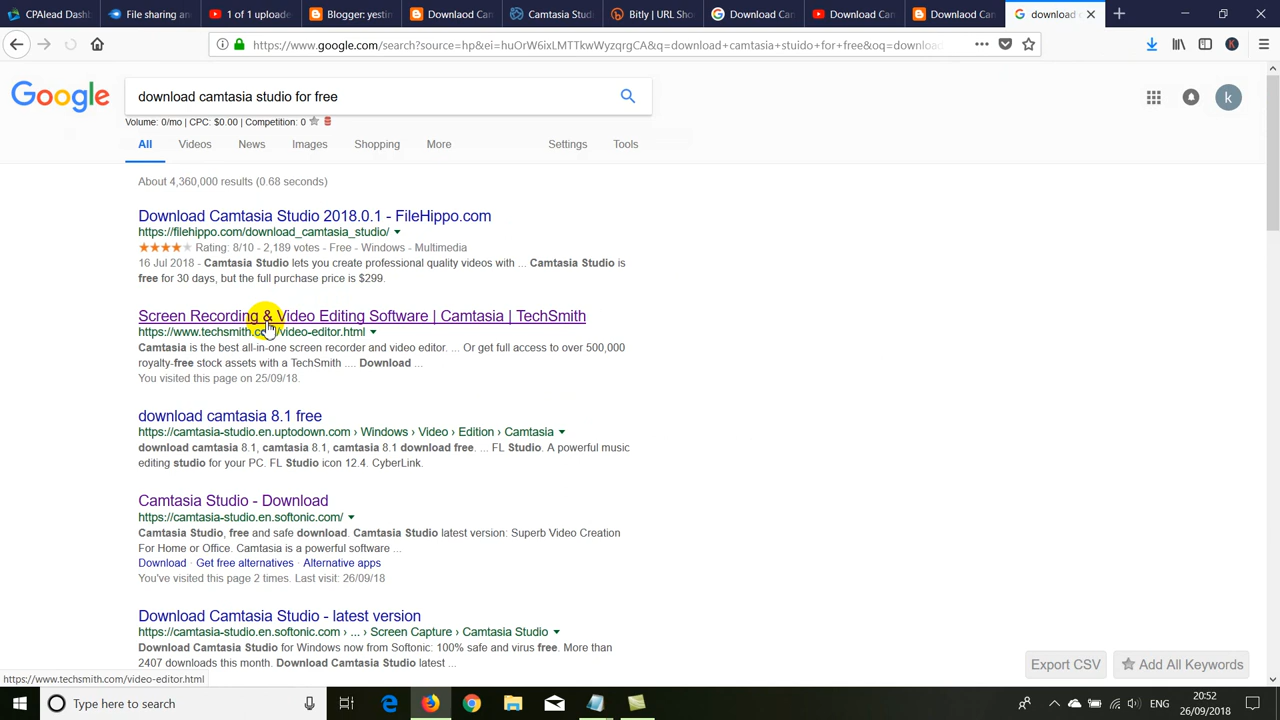 CPAlead Dashb
File sharing and
1 of 1 uploade
Blogger: yestin
Downlaod Can
Camtasia Studi
Bitly | URL Sho
Download Cam
Download Cam
Downlaod Can
download c
https://www.google.com/search?source=hp&ei=huOrW6ixLMTTkwWyzqrgCA&q=download+camtasia+stuido+for+free&oq=downloa
Google
download camtasia studio for free
k
Volume: 0/mo | CPC: $0.00 | Competition: 0
All Videos News Images Shopping More Settings Tools
About 4,360,000 results (0.68 seconds)
Download Camtasia Studio 2018.0.1 - FileHippo.com
https://filehippo.com/download_camtasia_studio/
Rating: 8/10 - 2,189 votes - Free - Windows - Multimedia
16 Jul 2018 - Camtasia Studio lets you create professional quality videos with ... Camtasia Studio is
free for 30 days, but the full purchase price is $299.
Screen Recording & Video Editing Software | Camtasia | TechSmith
https://www.techsmith.com/video-editor.html
Camtasia is the best all-in-one screen recorder and video editor. ... Or get full access to over 500,000
royalty-free stock assets with a TechSmith .... Download ...
You visited this page on 25/09/18.
download camtasia 8.1 free
https://camtasia-studio.en.uptodown.com › Windows › Video › Edition › Camtasia
download camtasia 8.1, camtasia 8.1, camtasia 8.1 download free. ... FL Studio. A powerful music
editing studio for your PC. FL Studio icon 12.4. CyberLink.
Camtasia Studio - Download
https://camtasia-studio.en.softonic.com/
Camtasia Studio, free and safe download. Camtasia Studio latest version: Superb Video Creation
For Home or Office. Camtasia is a powerful software ...
Download · Get free alternatives · Alternative apps
You've visited this page 2 times. Last visit: 26/09/18
Download Camtasia Studio - latest version
https://camtasia-studio.en.softonic.com › ... › Screen Capture › Camtasia Studio
Download Camtasia Studio for Windows now from Softonic: 100% safe and virus free. More than
2407 downloads this month. Download Camtasia Studio latest ...
Export CSV
Add All Keywords
https://www.techsmith.com/video-editor.html
Type here to search
ENG
20:52
26/09/2018